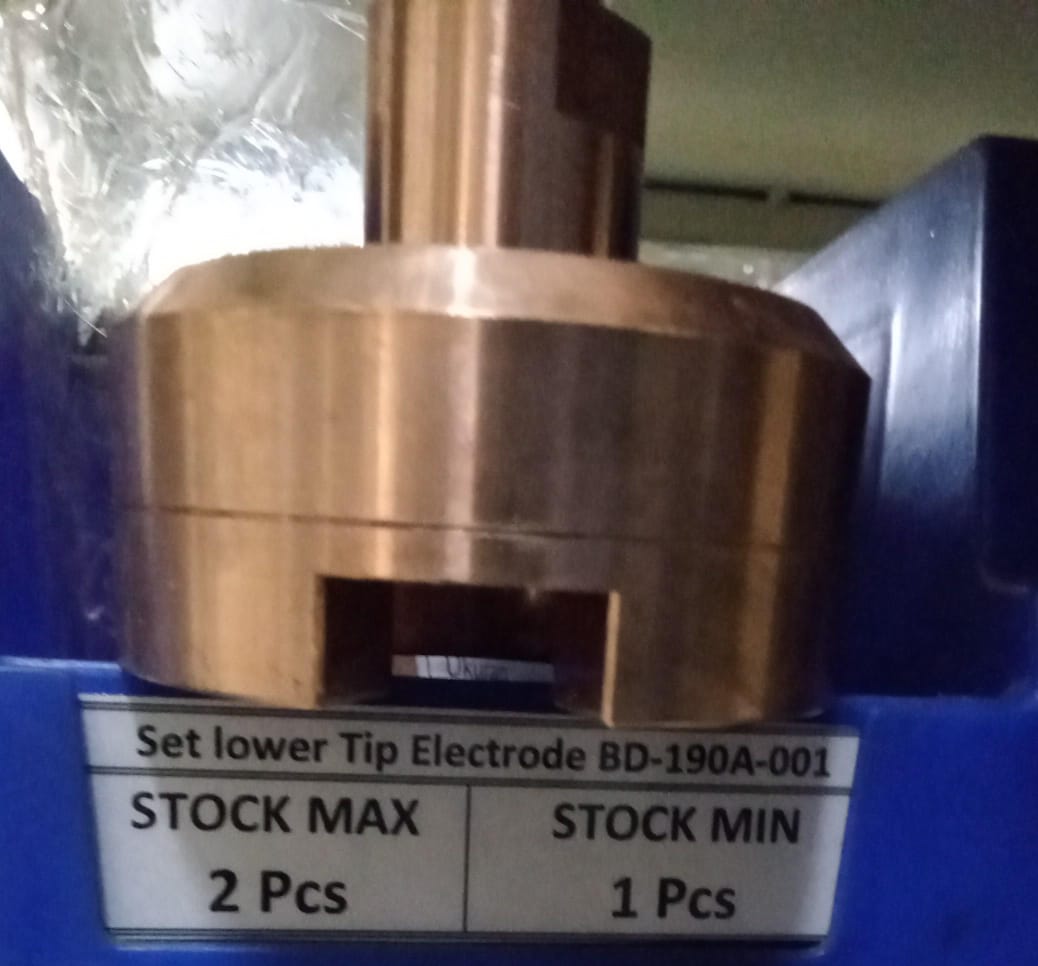 Set lower Tip Electrode BD-190A-001
STOCK MAX
STOCK MIN
2 Pcs
1 Pcs